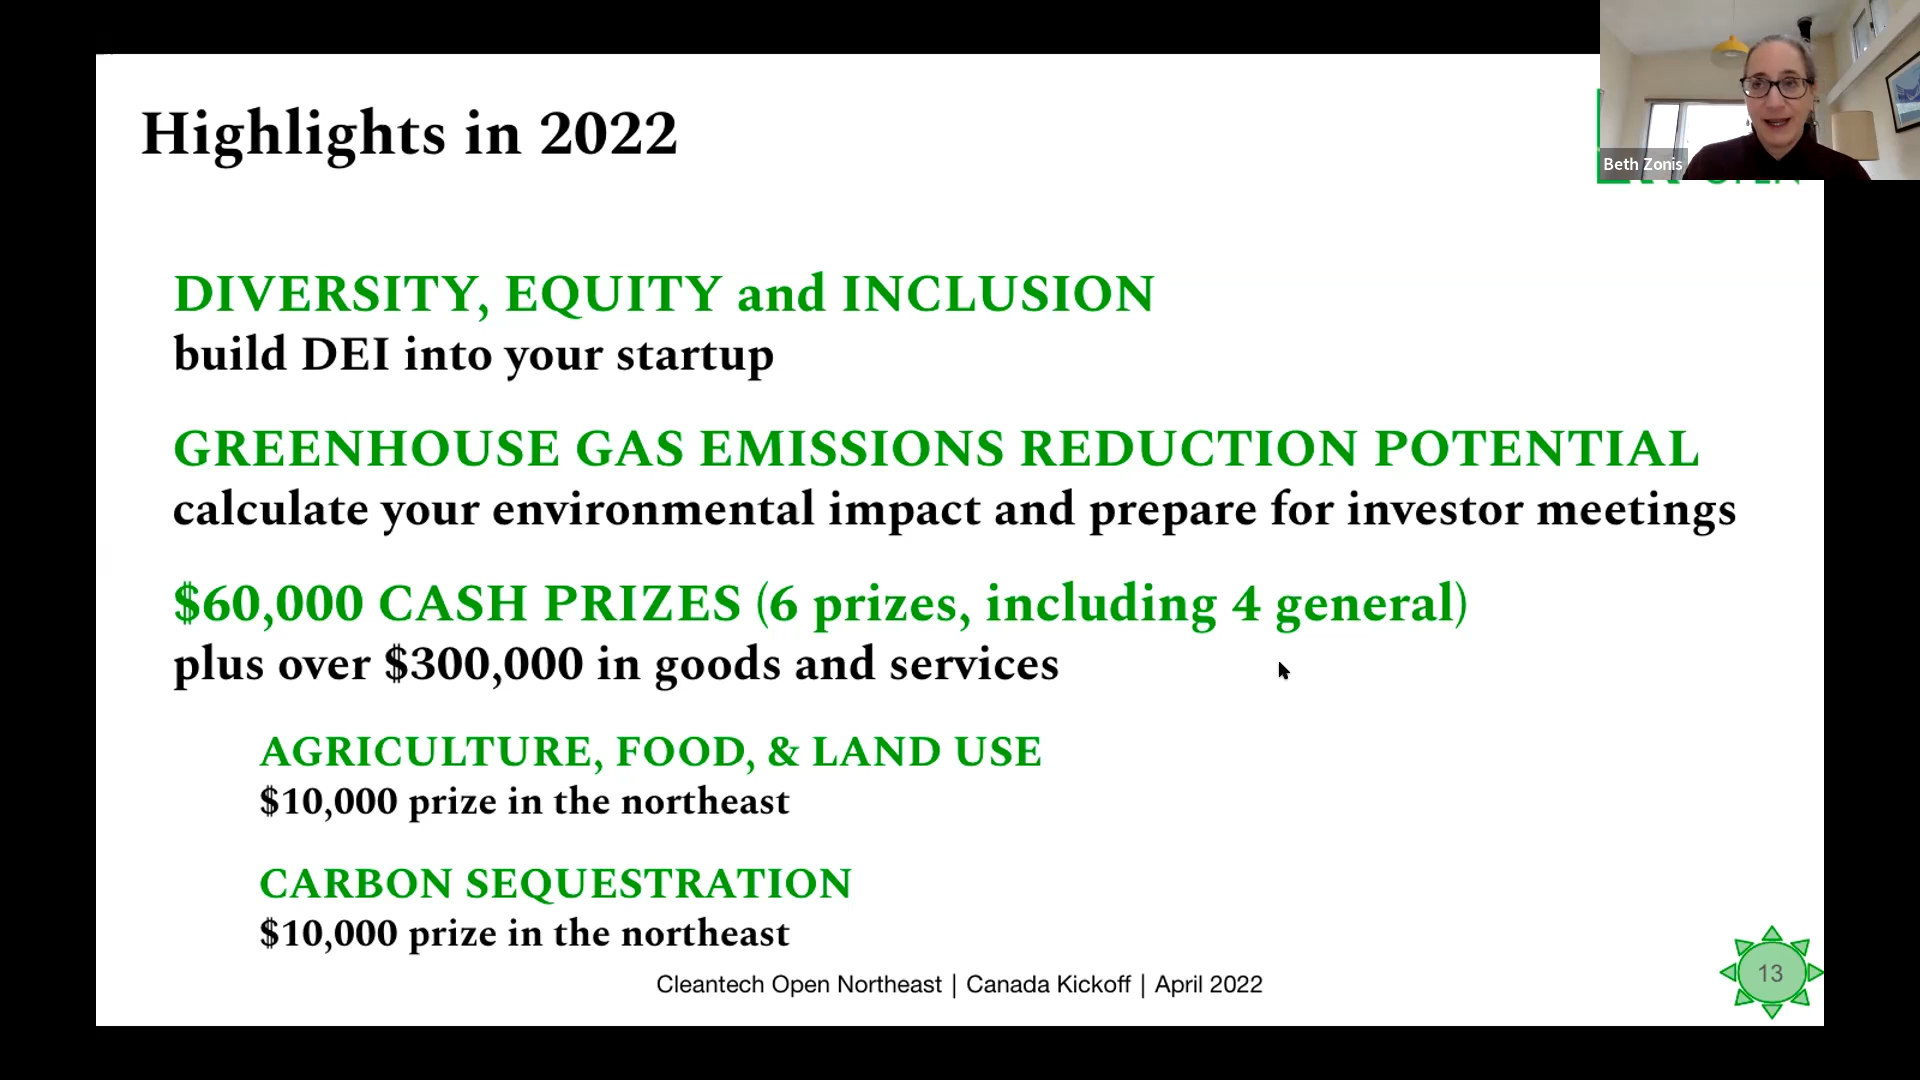 Highlights in 2022
Beth Zonis
DIVERSITY, EQUITY and INCLUSION
build DEI into your startup
GREENHOUSE GAS EMISSIONS REDUCTION POTENTIAL
calculate your environmental impact and prepare for investor meetings
$60,000 CASH PRIZES (6 prizes, including 4 general)
plus over $300,000 in goods and services
AGRICULTURE, FOOD, & LAND USE
$10,000 prize in the northeast
CARBON SEQUESTRATION
$10,000 prize in the northeast
Cleantech Open Northeast | Canada Kickoff | April 2022
13